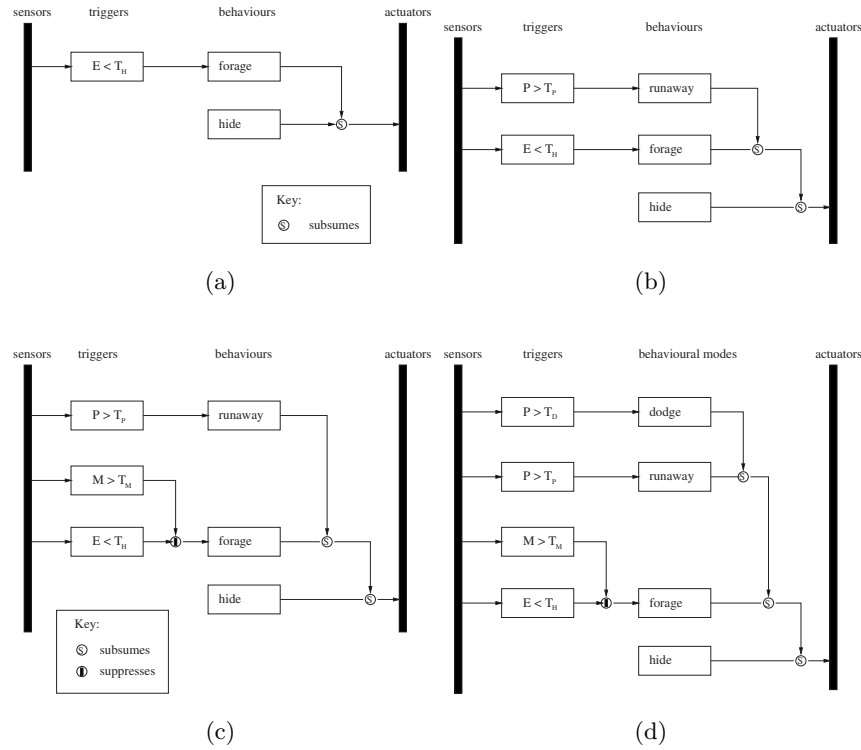 sensors triggers behaviours actuators
E < T_H forage
hide S
Key:
S subsumes
(a)
sensors triggers behaviours actuators
P > T_P runaway
E < T_H forage S
hide S
(b)
sensors triggers behaviours actuators
P > T_P runaway
M > T_M
E < T_H forage S
hide S
Key:
S subsumes
suppresses
(c)
sensors triggers behavioural modes actuators
P > T_D dodge
P > T_P runaway S
M > T_M
E < T_H forage S
hide S
(d)